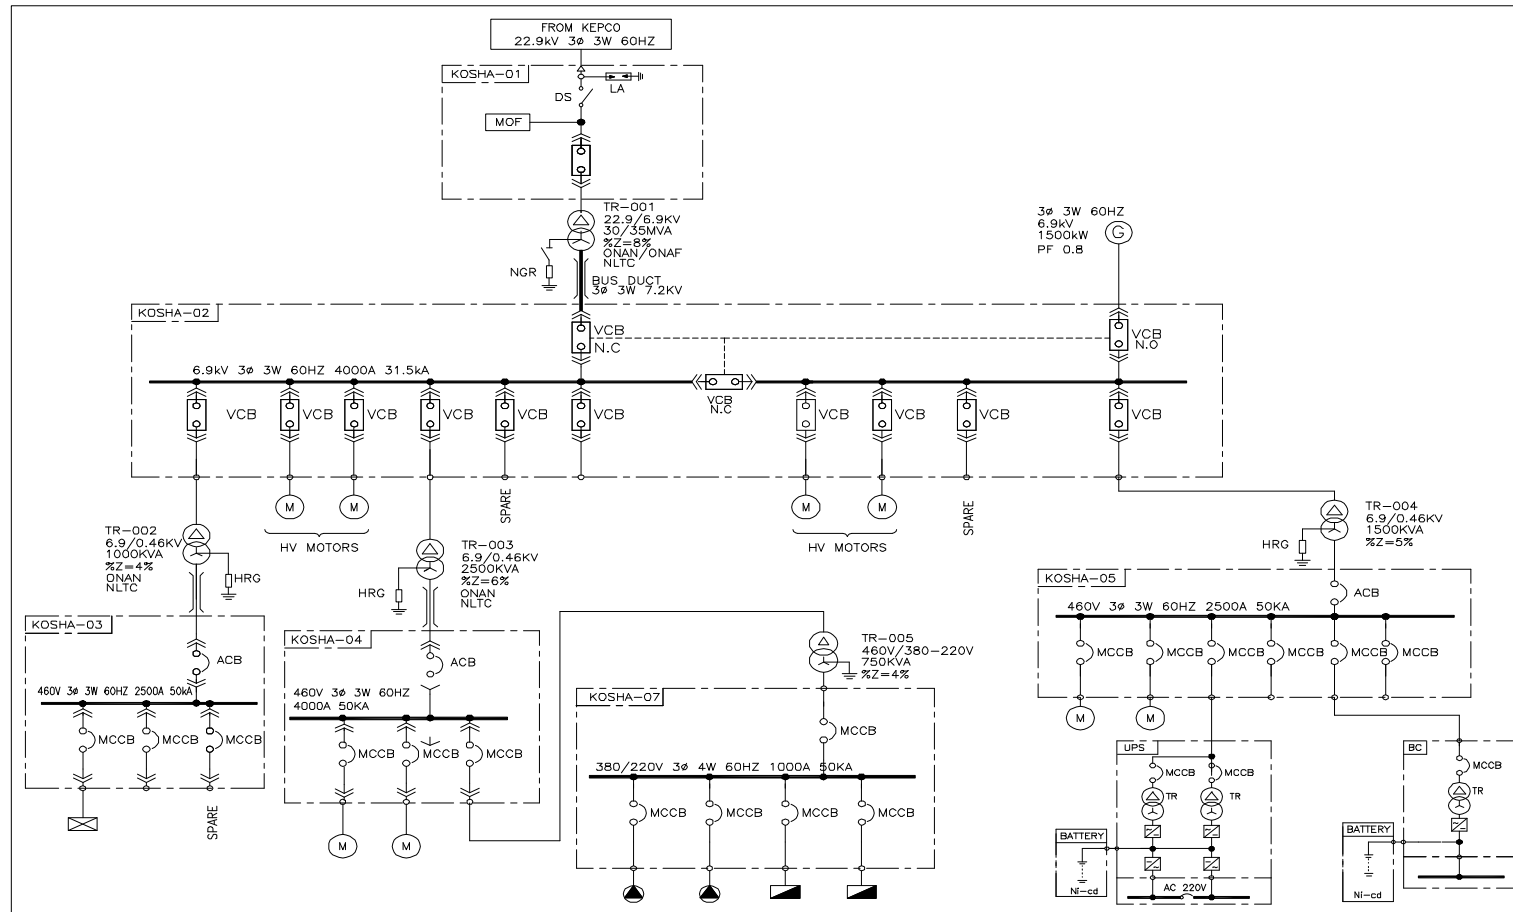 FROM KEPCO
22.9kV 3ø 3W 60HZ
KOSHA-01
LA
DS
MOF
TR-001
22.9/6.9KV
30/35MVA
%Z=8%
ONAN/ONAF
NLTC
NGR
BUS DUCT
3ø 3W 7.2KV
3ø 3W 60HZ
6.9kV
1500kW
PF 0.8
G
KOSHA-02
VCB
N.C
VCB
N.O
6.9kV 3ø 3W 60HZ 4000A 31.5kA
VCB
N.C
VCB
VCB
VCB
VCB
VCB
VCB
VCB
VCB
VCB
VCB
M
M
SPARE
M
M
SPARE
HV MOTORS
HV MOTORS
TR-002
6.9/0.46KV
1000KVA
%Z=4%
ONAN
NLTC
HRG
TR-003
6.9/0.46KV
2500KVA
%Z=6%
ONAN
NLTC
HRG
TR-004
6.9/0.46KV
1500KVA
%Z=5%
HRG
KOSHA-03
ACB
460V 3ø 3W 60HZ 2500A 50kA
MCCB
MCCB
MCCB
SPARE
KOSHA-04
ACB
460V 3ø 3W 60HZ
4000A 50KA
MCCB
MCCB
MCCB
M
M
TR-005
460V/380-220V
750KVA
%Z=4%
KOSHA-07
MCCB
380/220V 3ø 4W 60HZ 1000A 50KA
MCCB
MCCB
MCCB
MCCB
KOSHA-05
ACB
460V 3ø 3W 60HZ 2500A 50KA
MCCB
MCCB
MCCB
MCCB
MCCB
MCCB
M
M
UPS
MCCB
MCCB
TR
TR
BATTERY
Ni-cd
AC 220V
BC
MCCB
TR
BATTERY
Ni-cd